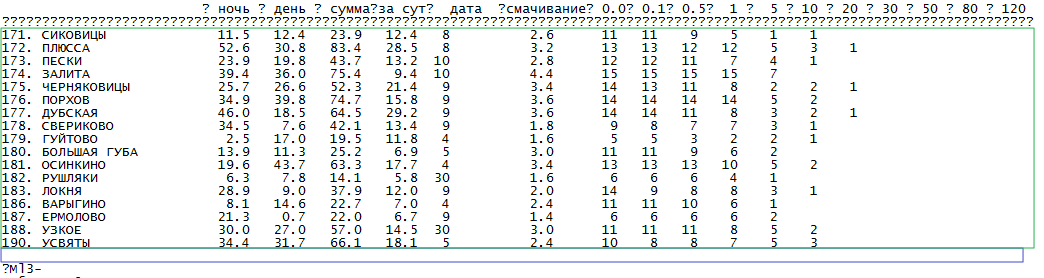 ? ночь ? день ? сумма?за сут? дата ?смачивание? 0.0? 0.1? 0.5? 1 ? 5 ? 10 ? 20 ? 30 ? 50 ? 80 ? 120
171. СИКОВИЦЫ 11.5 12.4 23.9 12.4 8 2.6 11 11 9 5 1 1
172. ПЛЮССА 52.6 30.8 83.4 28.5 8 3.2 13 13 12 12 5 3 1
173. ПЕСКИ 23.9 19.8 43.7 13.2 10 2.8 12 12 11 7 4 1
174. ЗАЛИТА 39.4 36.0 75.4 9.4 10 4.4 15 15 15 15 7
175. ЧЕРНЯКОВИЦЫ 25.7 26.6 52.3 21.4 9 3.4 14 13 11 8 2 2 1
176. ПОРХОВ 34.9 39.8 74.7 15.8 9 3.6 14 14 14 14 5 2
177. ДУБСКАЯ 46.0 18.5 64.5 29.2 9 3.6 14 14 11 8 3 2 1
178. СВЕРИКОВО 34.5 7.6 42.1 13.4 9 1.8 9 8 7 7 3 1
179. ГУЙТОВО 2.5 17.0 19.5 11.8 4 1.6 5 5 3 2 2 1
180. БОЛЬШАЯ ГУБА 13.9 11.3 25.2 6.9 5 3.0 11 11 9 6 2
181. ОСИНКИНО 19.6 43.7 63.3 17.7 4 3.4 13 13 13 10 5 2
182. РУШЛЯКИ 6.3 7.8 14.1 5.8 30 1.6 6 6 6 4 1
183. ЛОКНЯ 28.9 9.0 37.9 12.0 9 2.0 14 9 8 8 3 1
186. ВАРЫГИНО 8.1 14.6 22.7 7.0 4 2.4 11 11 10 6 1
187. ЕРМОЛОВО 21.3 0.7 22.0 6.7 9 1.4 6 6 6 6 2
188. УЗКОЕ 30.0 27.0 57.0 14.5 30 3.0 11 11 11 8 5 2
190. УСВЯТЫ 34.4 31.7 66.1 18.1 5 2.4 10 8 8 7 5 3
?М]3-